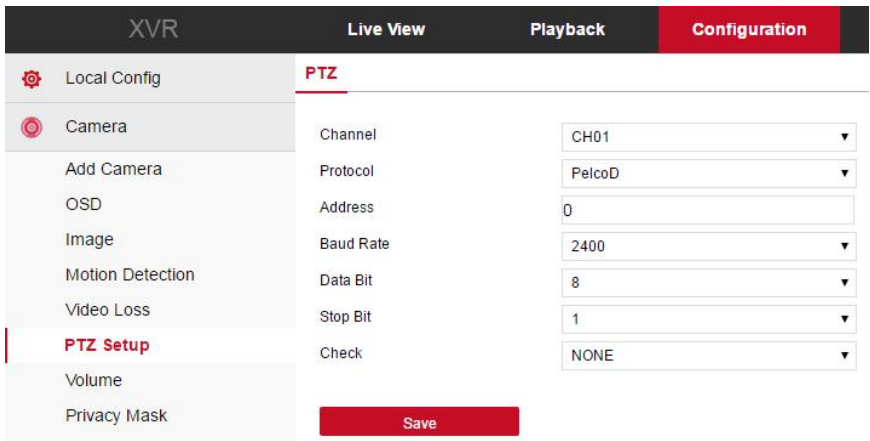 XVR Live View Playback Configuration
Local Config
Camera
Add Camera
OSD
Image
Motion Detection
Video Loss
PTZ Setup
Volume
Privacy Mask
PTZ
Channel CH01
Protocol PelcoD
Address 0
Baud Rate 2400
Data Bit 8
Stop Bit 1
Check NONE
Save